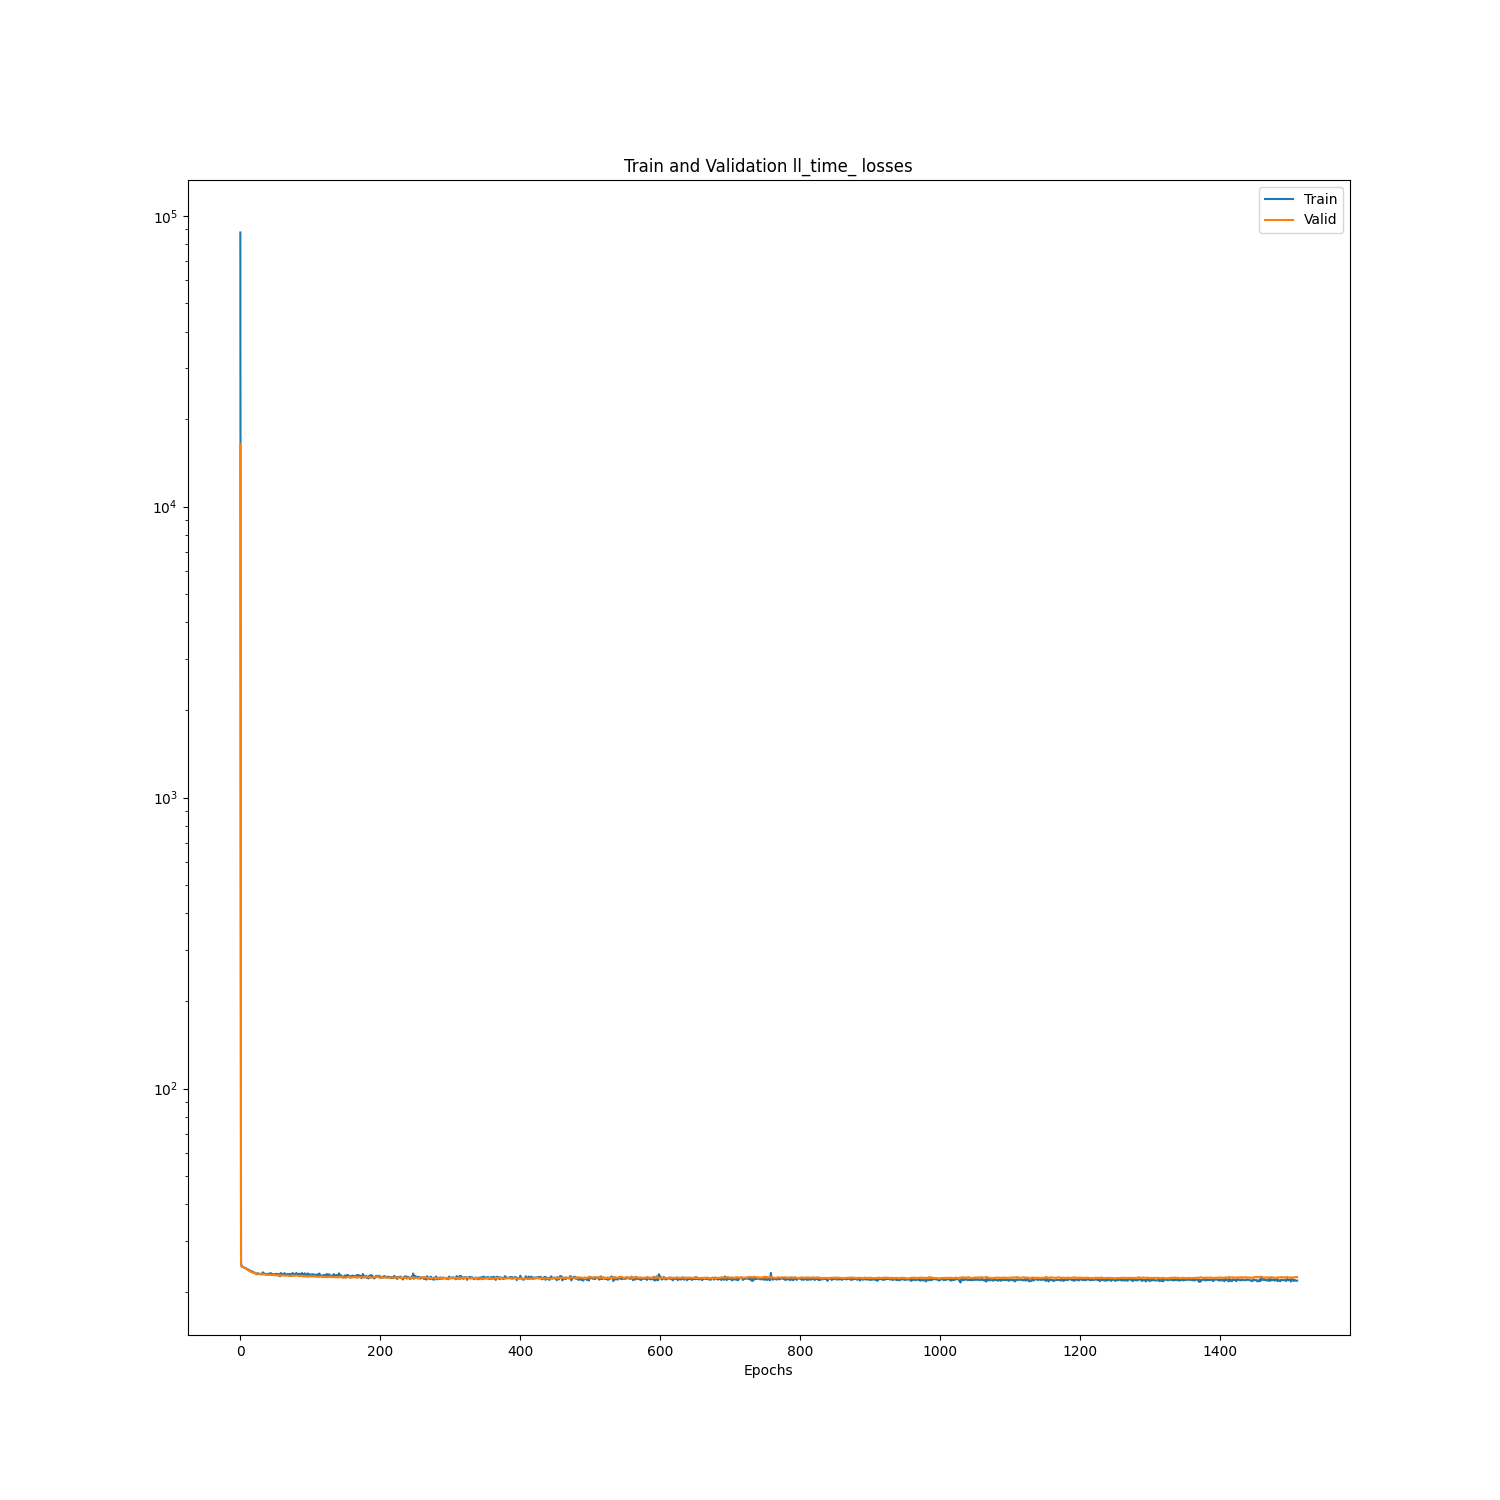 Train and Validation ll_time_ losses
Train
Valid
10^5
10^4
10^3
10^2
0 200 400 600 800 1000 1200 1400
Epochs